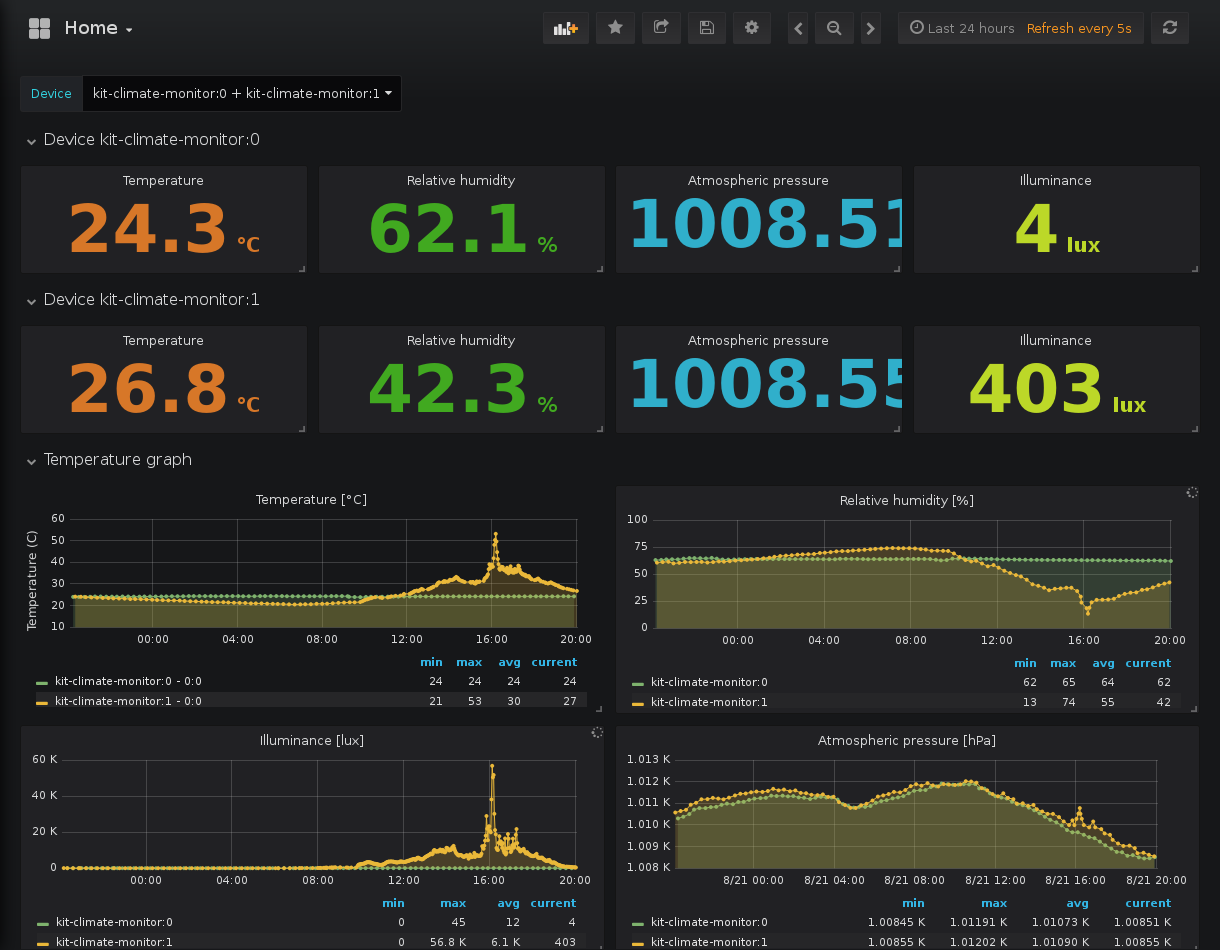 Home
Last 24 hours Refresh every 5s
Device kit-climate-monitor:0 + kit-climate-monitor:1
Device kit-climate-monitor:0
Temperature Relative humidity Atmospheric pressure Illuminance
24.3 °C 62.1 % 1008.51 4 lux
Device kit-climate-monitor:1
Temperature Relative humidity Atmospheric pressure Illuminance
26.8 °C 42.3 % 1008.55 403 lux
Temperature graph
Temperature [°C]
Temperature (C)
60
50
40
30
20
10
00:00 04:00 08:00 12:00 16:00 20:00
min max avg current
kit-climate-monitor:0 - 0:0 24 24 24 24
kit-climate-monitor:1 - 0:0 21 53 30 27
Relative humidity [%]
100
75
50
25
0
00:00 04:00 08:00 12:00 16:00 20:00
min max avg current
kit-climate-monitor:0 62 65 64 62
kit-climate-monitor:1 13 74 55 42
Illuminance [lux]
60 K
40 K
20 K
0
00:00 04:00 08:00 12:00 16:00 20:00
min max avg current
kit-climate-monitor:0 0 45 12 4
kit-climate-monitor:1 0 56.8 K 6.1 K 403
Atmospheric pressure [hPa]
1.013 K
1.012 K
1.011 K
1.010 K
1.009 K
1.008 K
8/21 00:00 8/21 04:00 8/21 08:00 8/21 12:00 8/21 16:00 8/21 20:00
min max avg current
kit-climate-monitor:0 1.00845 K 1.01191 K 1.01073 K 1.00851 K
kit-climate-monitor:1 1.00855 K 1.01202 K 1.01090 K 1.00855 K